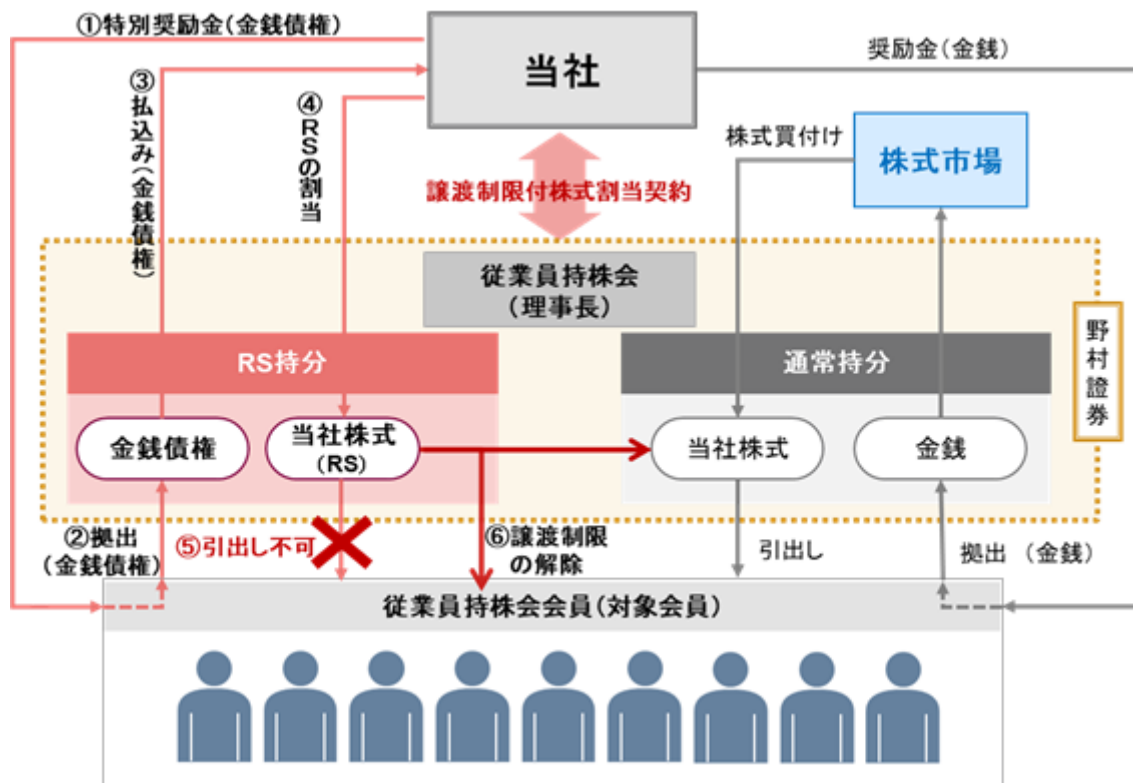 ①特別奨励金(金銭債権)
当社
奨励金(金銭)
③払込み(金銭債権)
④RSの割当
株式買付け
株式市場
譲渡制限付株式割当契約
従業員持株会
(理事長)
野村證券
RS持分
通常持分
金銭債権
当社株式
(RS)
当社株式
金銭
②拠出
(金銭債権)
⑤引出し不可
⑥譲渡制限
の解除
引出し
拠出 (金銭)
従業員持株会会員(対象会員)